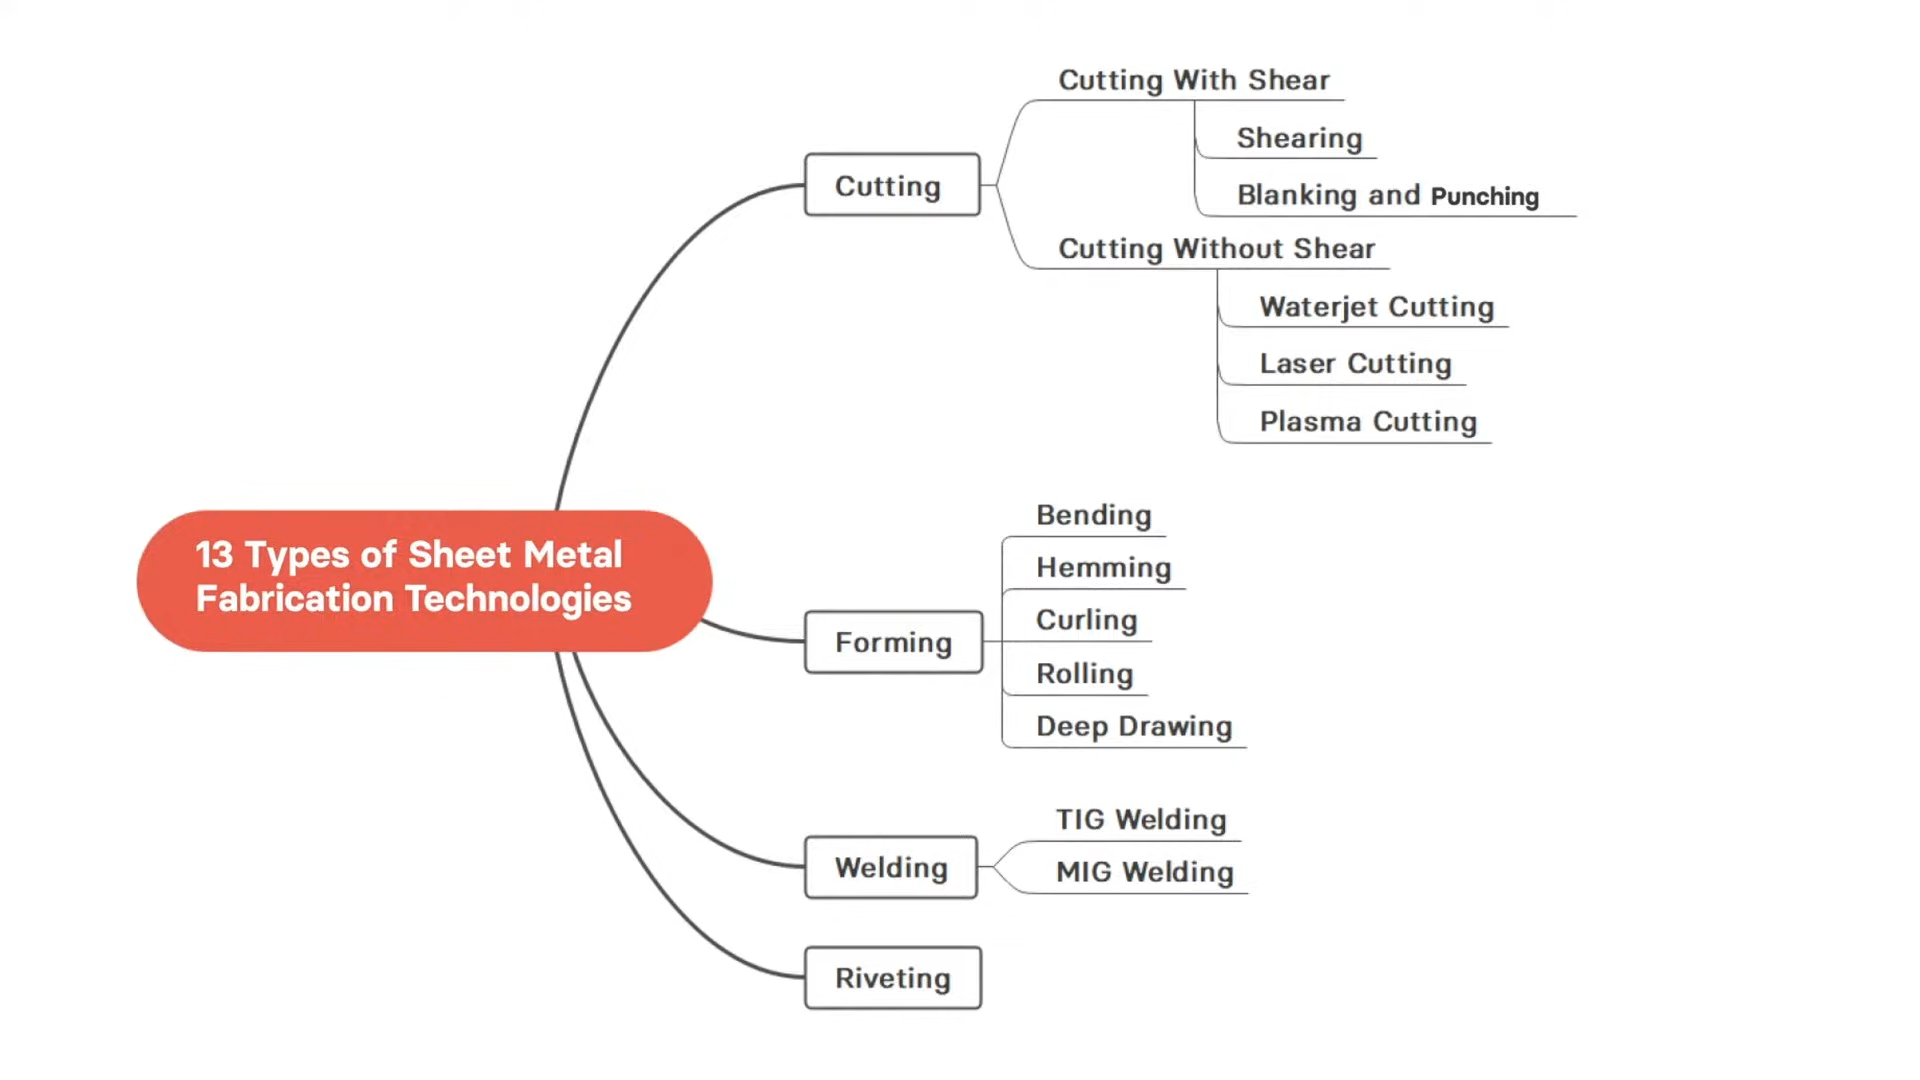 Cutting With Shear
Shearing
Cutting
Blanking and Punching
Cutting Without Shear
Waterjet Cutting
Laser Cutting
Plasma Cutting
13 Types of Sheet Metal
Fabrication Technologies
Bending
Hemming
Curling
Forming
Rolling
Deep Drawing
TIG Welding
Welding
MIG Welding
Riveting